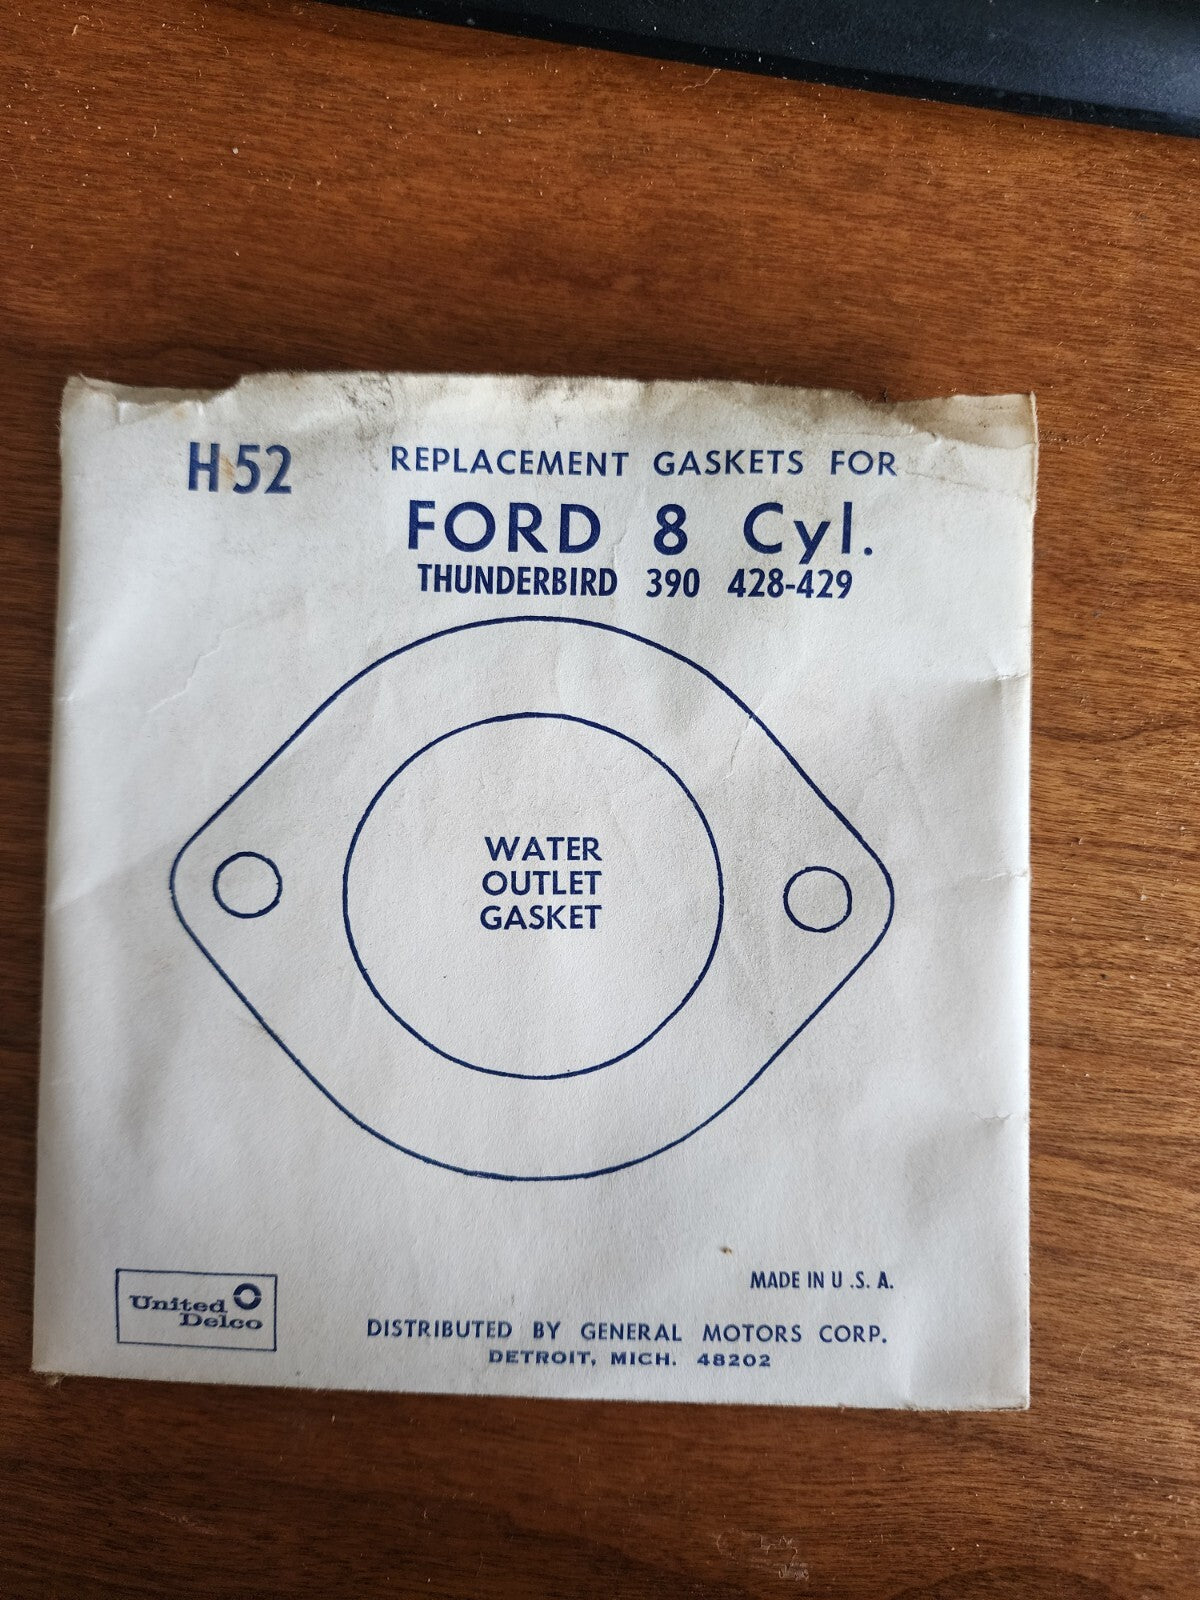 H 52
REPLACEMENT GASKETS FOR
FORD 8 Cyl.
THUNDERBIRD 390 428-429
WATER
OUTLET
GASKET
MADE IN U .S. A.
United
Delco
DISTRIBUTED BY GENERAL MOTORS CORP.
DETROIT, MICH. 48202